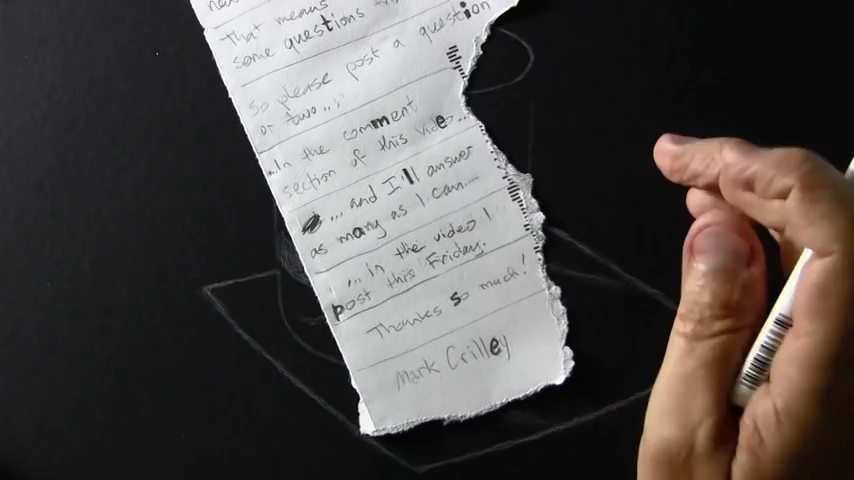 That means
some questions
So please post a question
or two...
...In the comment
section of this video...
... and I'll answer
as many as I can...
... in the video I
post this Friday.
Thanks so much!
Mark Crilley